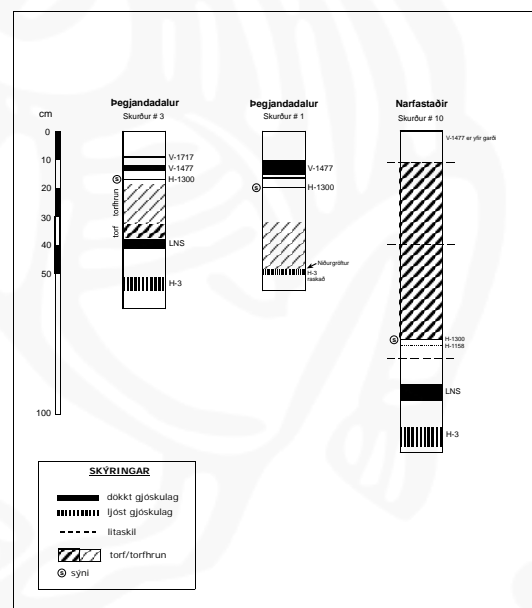 Þegjandadalur
Skurður # 3
Þegjandadalur
Skurður # 1
Narfastaðir
Skurður # 10
cm
0
10
20
30
40
50
100
V-1717
V-1477
S
H-1300
torf torfhrun
LNS
H-3
V-1477
S
H-1300
Niðurgröftur
H-3
raskað
V-1477 er yfir garði
S
H-1300
H-1158
LNS
H-3
SKÝRINGAR
dökkt gjóskulag
ljóst gjóskulag
litaskil
torf/torfhrun
S sýni